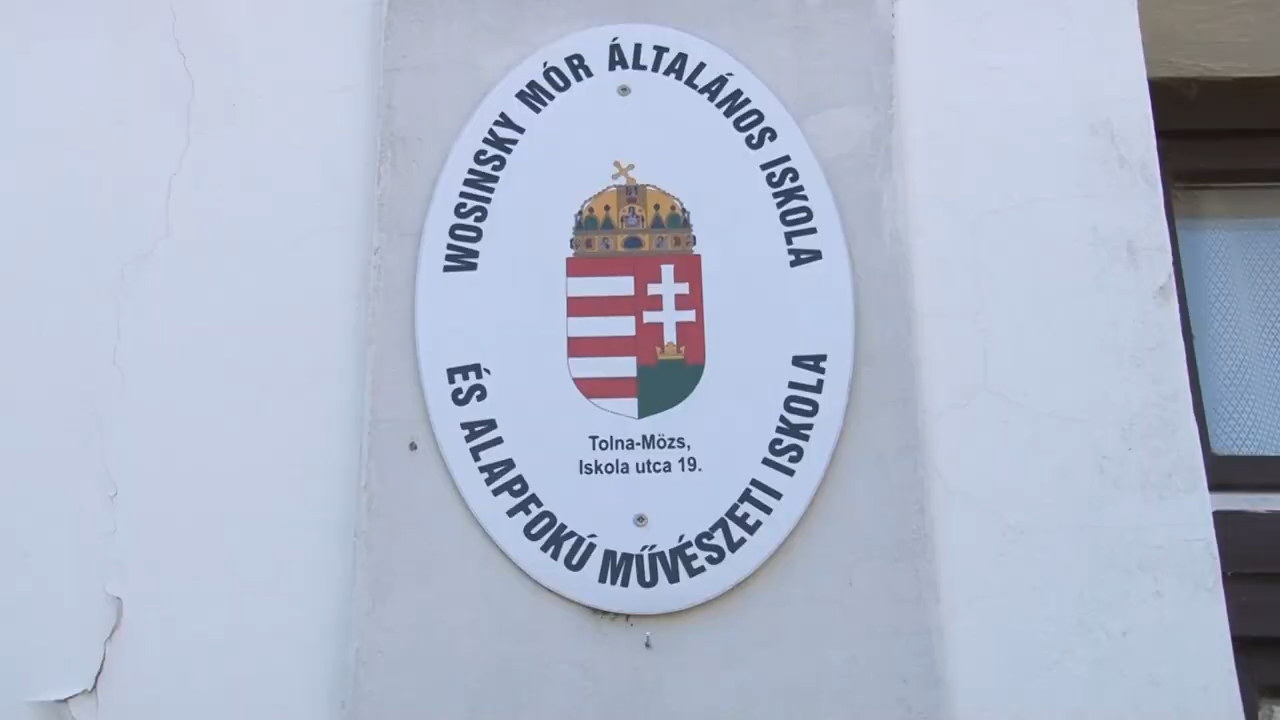 WOSINSKY MÓR ÁLTALÁNOS ISKOLA
Tolna-Mözs,
Iskola utca 19.
ÉS ALAPFOKÚ MŰVÉSZETI ISKOLA